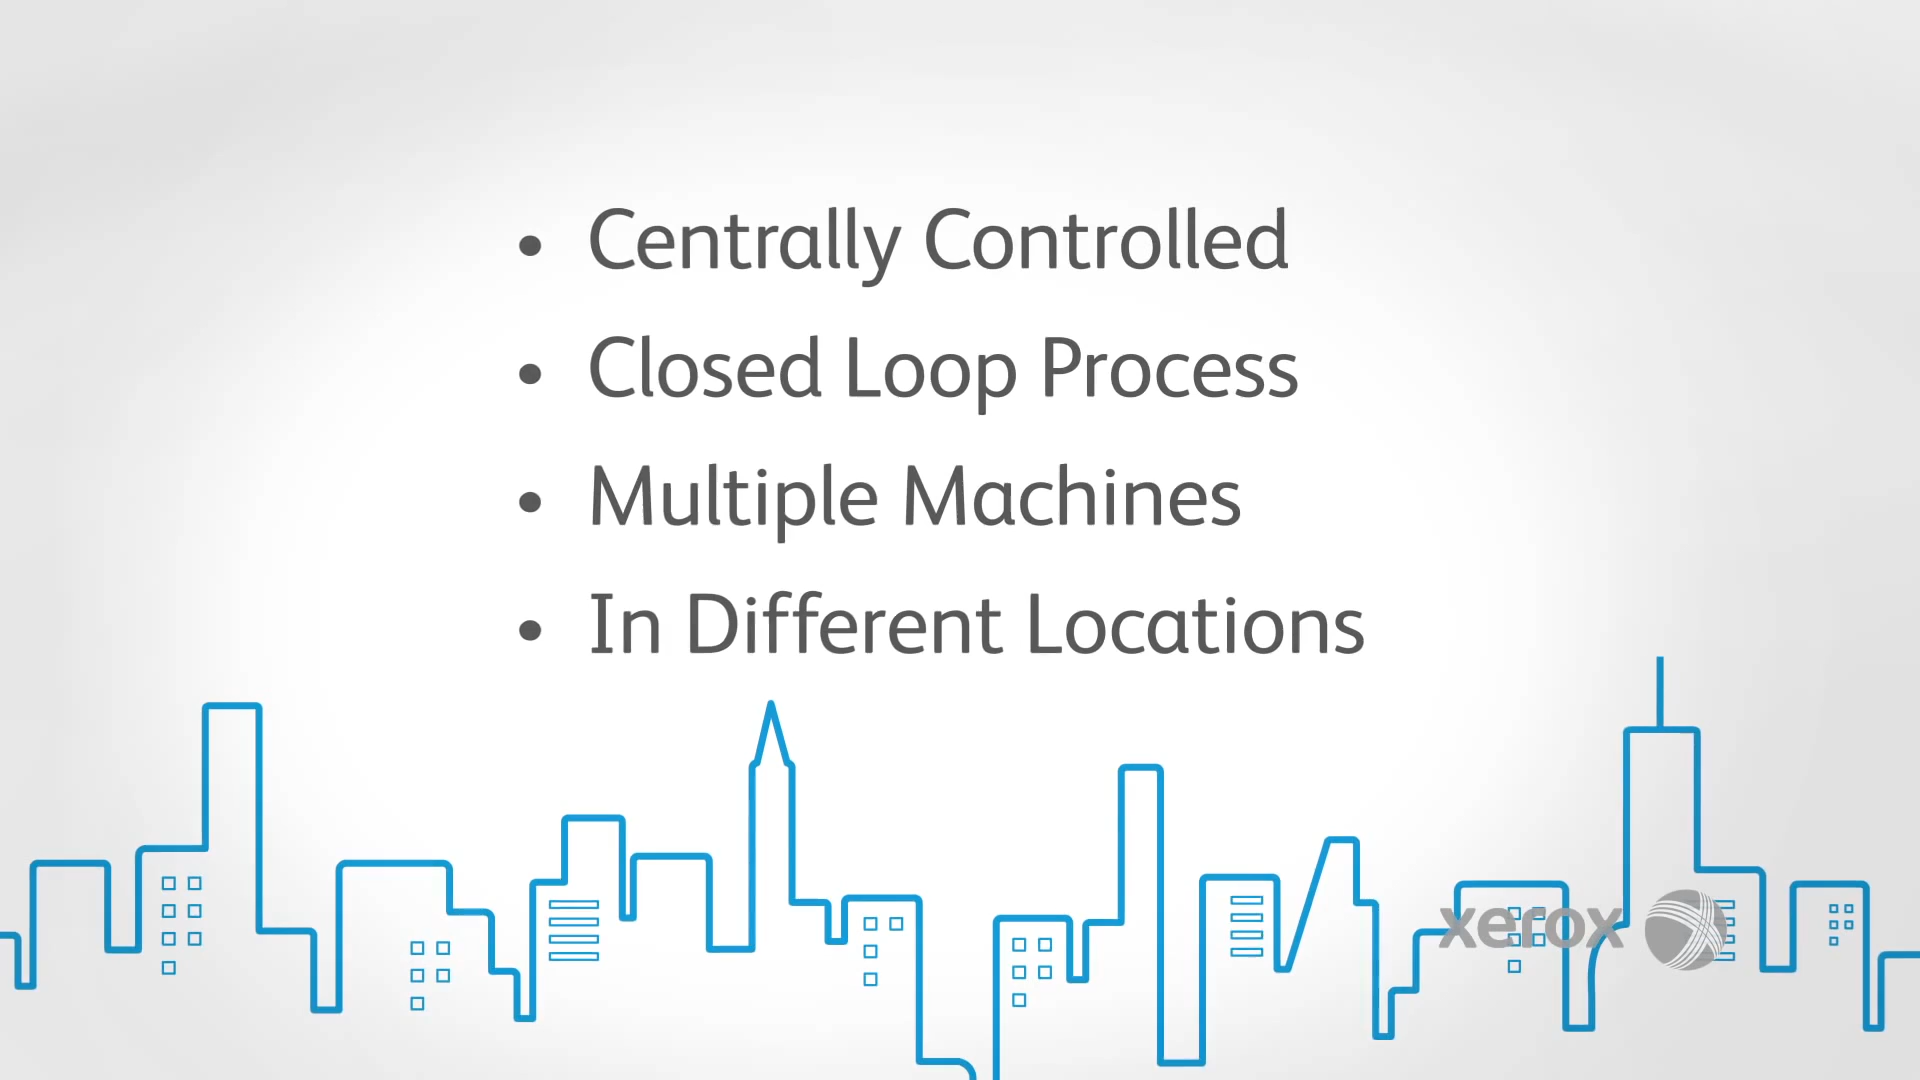 • Centrally Controlled
• Closed Loop Process
• Multiple Machines
• In Different Locations
xerox